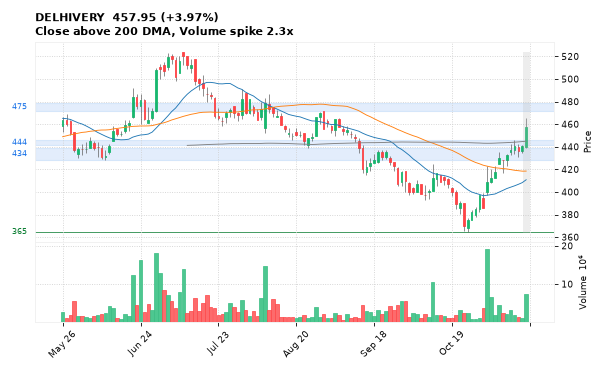 DELHIVERY 457.95 (+3.97%)
Close above 200 DMA, Volume spike 2.3x
520
500
480
475
460
444
440
434
420
400
380
365
360
Price
20
10
Volume 10⁴
May 26
Jun 24
Jul 23
Aug 20
Sep 18
Oct 19